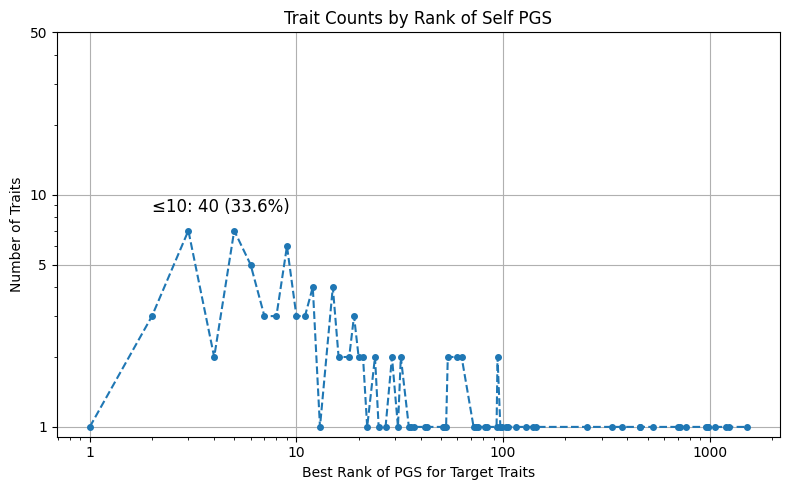 Trait Counts by Rank of Self PGS
50
10
5
1
Number of Traits
≤10: 40 (33.6%)
1 10 100 1000
Best Rank of PGS for Target Traits